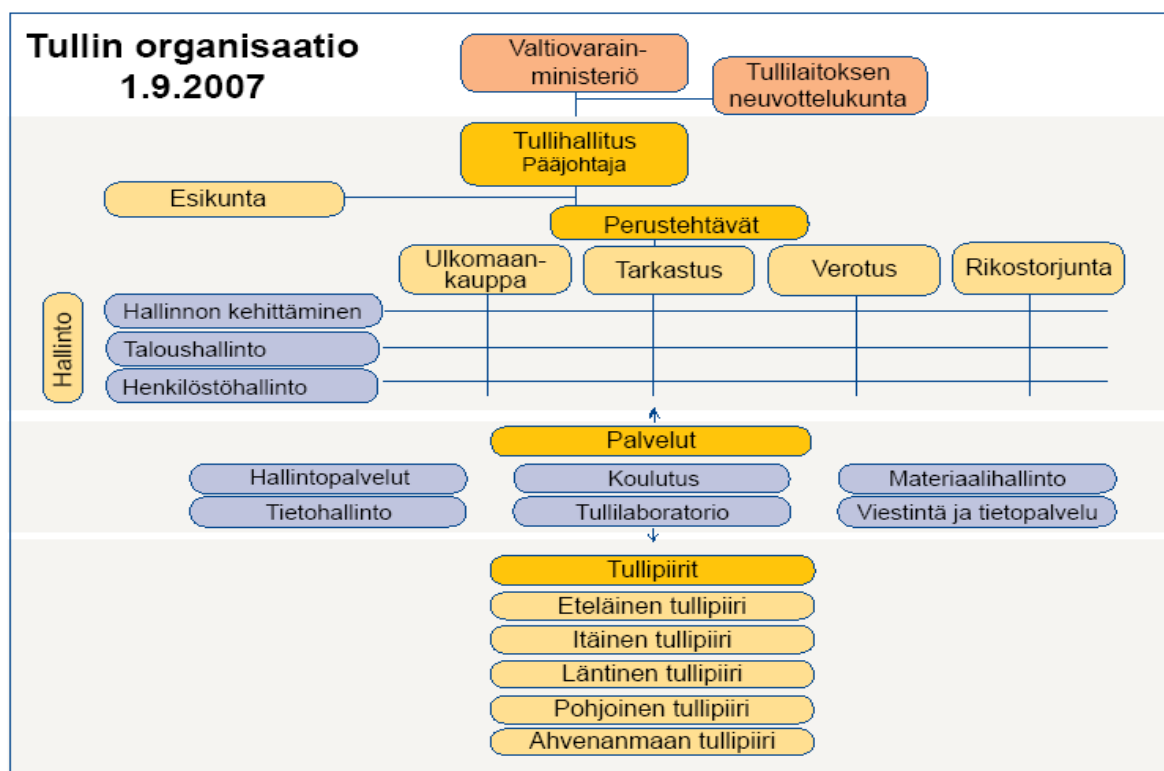 Tullin organisaatio
1.9.2007
Valtiovarain-
ministeriö
Tullilaitoksen
neuvottelukunta
Tullihallitus
Pääjohtaja
Esikunta
Perustehtävät
Ulkomaan-
kauppa
Tarkastus
Verotus
Rikostorjunta
Hallinto
Hallinnon kehittäminen
Taloushallinto
Henkilöstöhallinto
Palvelut
Hallintopalvelut
Koulutus
Materiaalihallinto
Tietohallinto
Tullilaboratorio
Viestintä ja tietopalvelu
Tullipiirit
Eteläinen tullipiiri
Itäinen tullipiiri
Läntinen tullipiiri
Pohjoinen tullipiiri
Ahvenanmaan tullipiiri